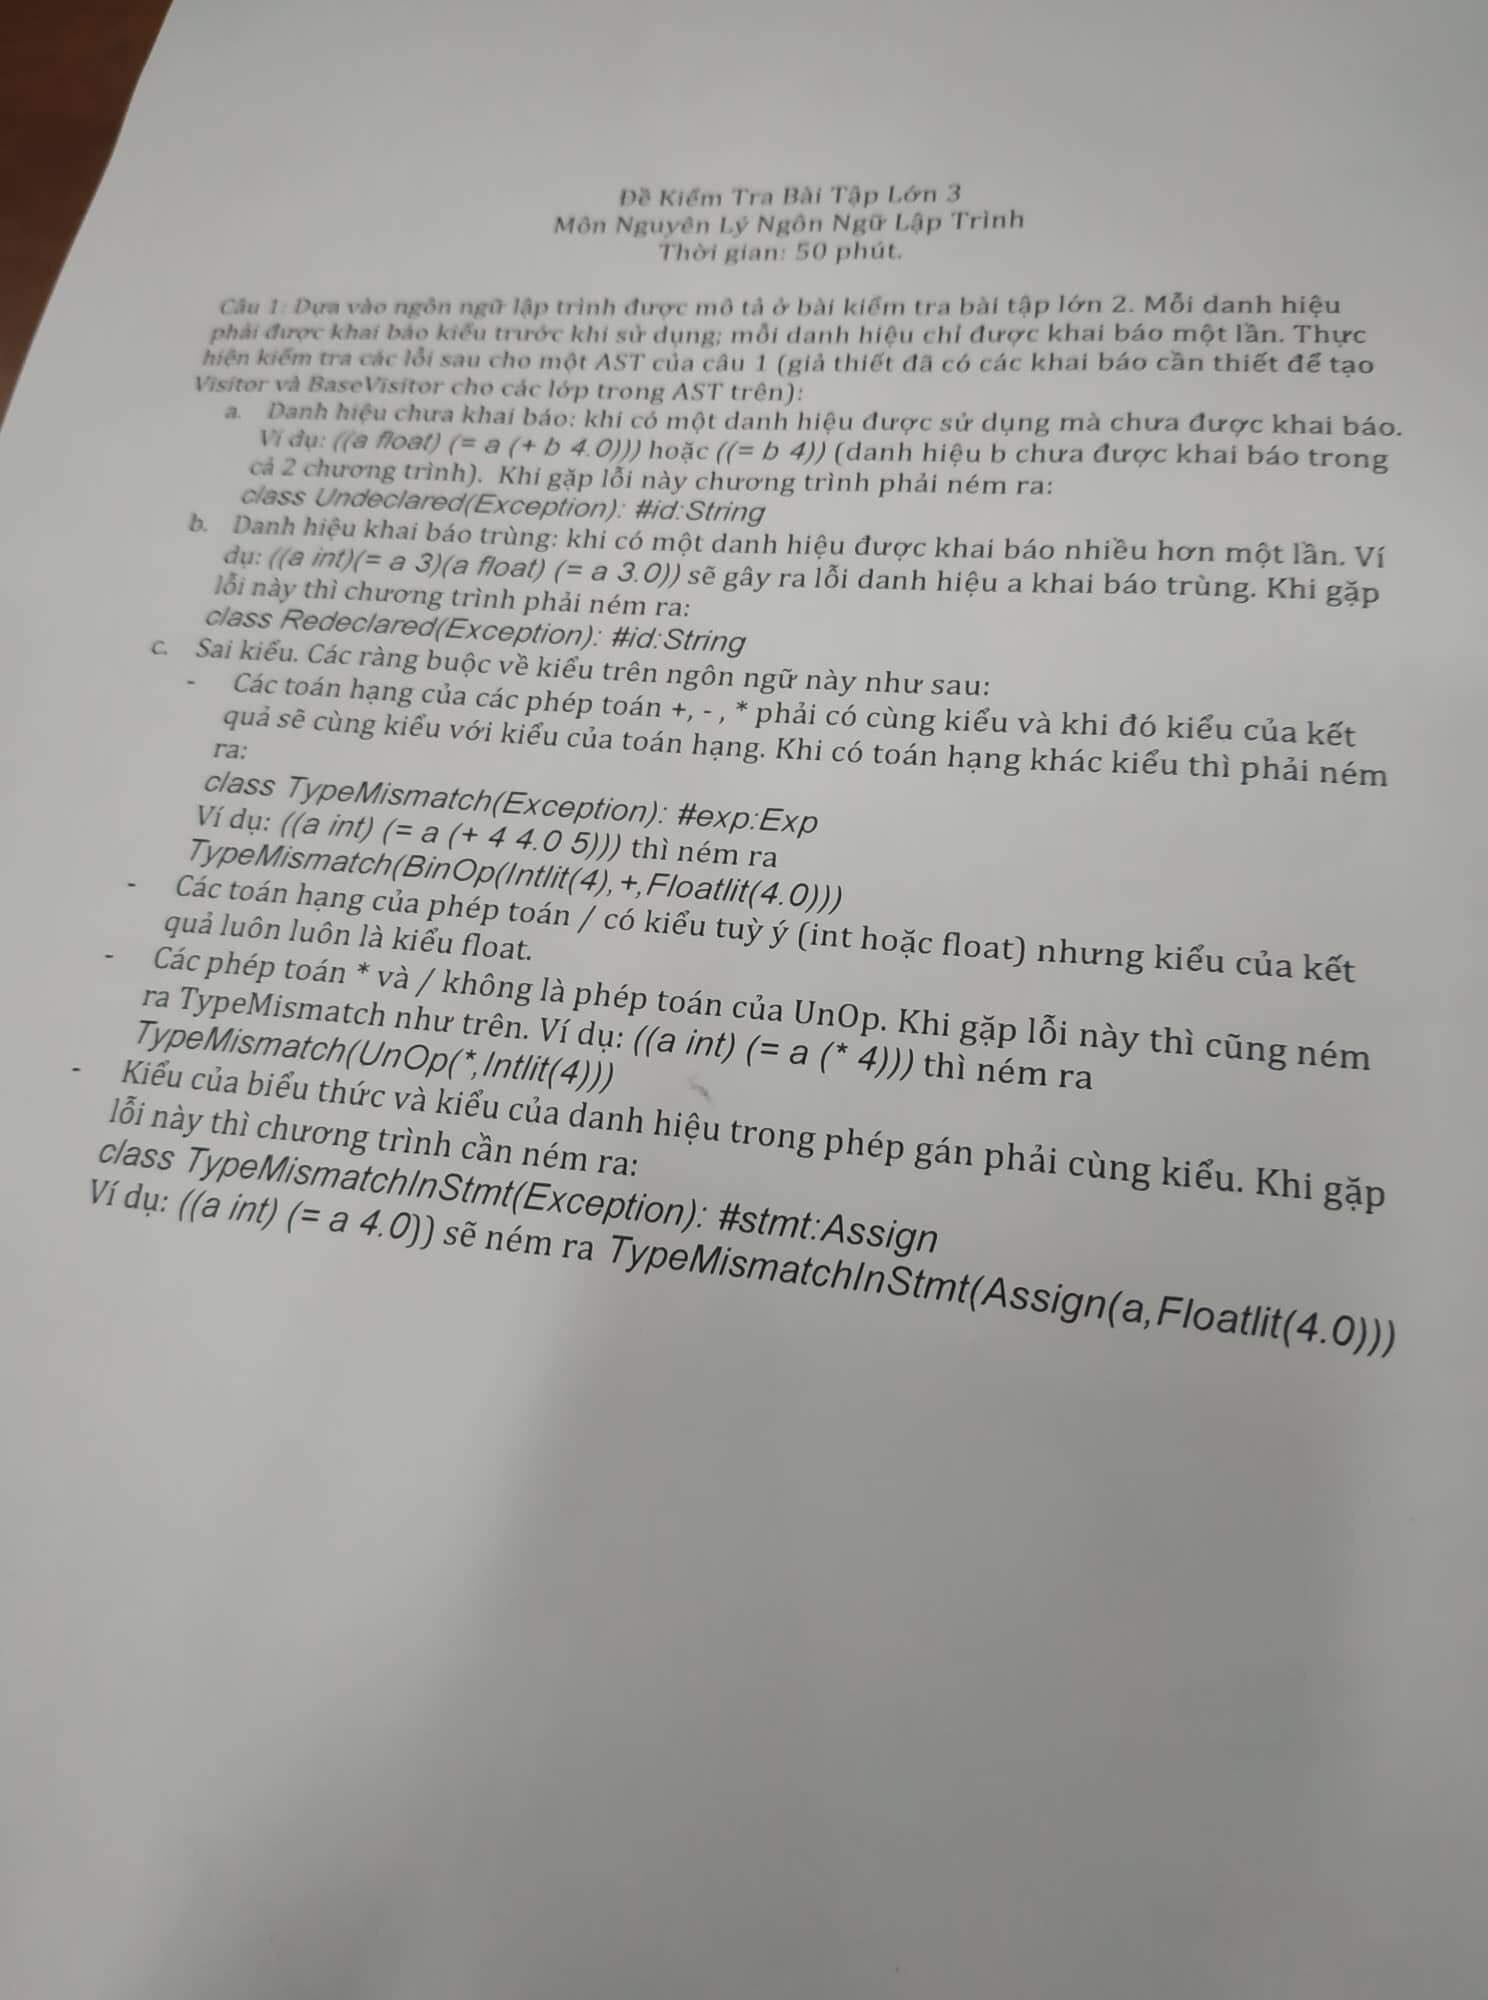 Đề Kiểm Tra Bài Tập Lớn 3
Môn Nguyên Lý Ngôn Ngữ Lập Trình
Thời gian: 50 phút.
Câu 1: Dựa vào ngôn ngữ lập trình được mô tả ở bài kiểm tra bài tập lớn 2. Mỗi danh hiệu
phải được khai báo kiểu trước khi sử dụng; mỗi danh hiệu chỉ được khai báo một lần. Thực
hiện kiểm tra các lỗi sau cho một AST của câu 1 (giả thiết đã có các khai báo cần thiết để tạo
Visitor và BaseVisitor cho các lớp trong AST trên):
a. Danh hiệu chưa khai báo: khi có một danh hiệu được sử dụng mà chưa được khai báo.
Ví dụ: ((a float) (= a (+ b 4.0))) hoặc ((= b 4)) (danh hiệu b chưa được khai báo trong
cả 2 chương trình). Khi gặp lỗi này chương trình phải ném ra:
class Undeclared(Exception): #id:String
b. Danh hiệu khai báo trùng: khi có một danh hiệu được khai báo nhiều hơn một lần. Ví
dụ: ((a int)(= a 3)(a float) (= a 3.0)) sẽ gây ra lỗi danh hiệu a khai báo trùng. Khi gặp
lỗi này thì chương trình phải ném ra:
class Redeclared(Exception): #id:String
c. Sai kiểu. Các ràng buộc về kiểu trên ngôn ngữ này như sau:
- Các toán hạng của các phép toán +, - , * phải có cùng kiểu và khi đó kiểu của kết
quả sẽ cùng kiểu với kiểu của toán hạng. Khi có toán hạng khác kiểu thì phải ném
ra:
class TypeMismatch(Exception): #exp:Exp
Ví dụ: ((a int) (= a (+ 4 4.0 5))) thì ném ra
TypeMismatch(BinOp(Intlit(4),+,Floatlit(4.0)))
- Các toán hạng của phép toán / có kiểu tuỳ ý (int hoặc float) nhưng kiểu của kết
quả luôn luôn là kiểu float.
- Các phép toán * và / không là phép toán của UnOp. Khi gặp lỗi này thì cũng ném
ra TypeMismatch như trên. Ví dụ: ((a int) (= a (* 4))) thì ném ra
TypeMismatch(UnOp(*,Intlit(4)))
- Kiểu của biểu thức và kiểu của danh hiệu trong phép gán phải cùng kiểu. Khi gặp
lỗi này thì chương trình cần ném ra:
class TypeMismatchInStmt(Exception): #stmt:Assign
Ví dụ: ((a int) (= a 4.0)) sẽ ném ra TypeMismatchInStmt(Assign(a,Floatlit(4.0)))